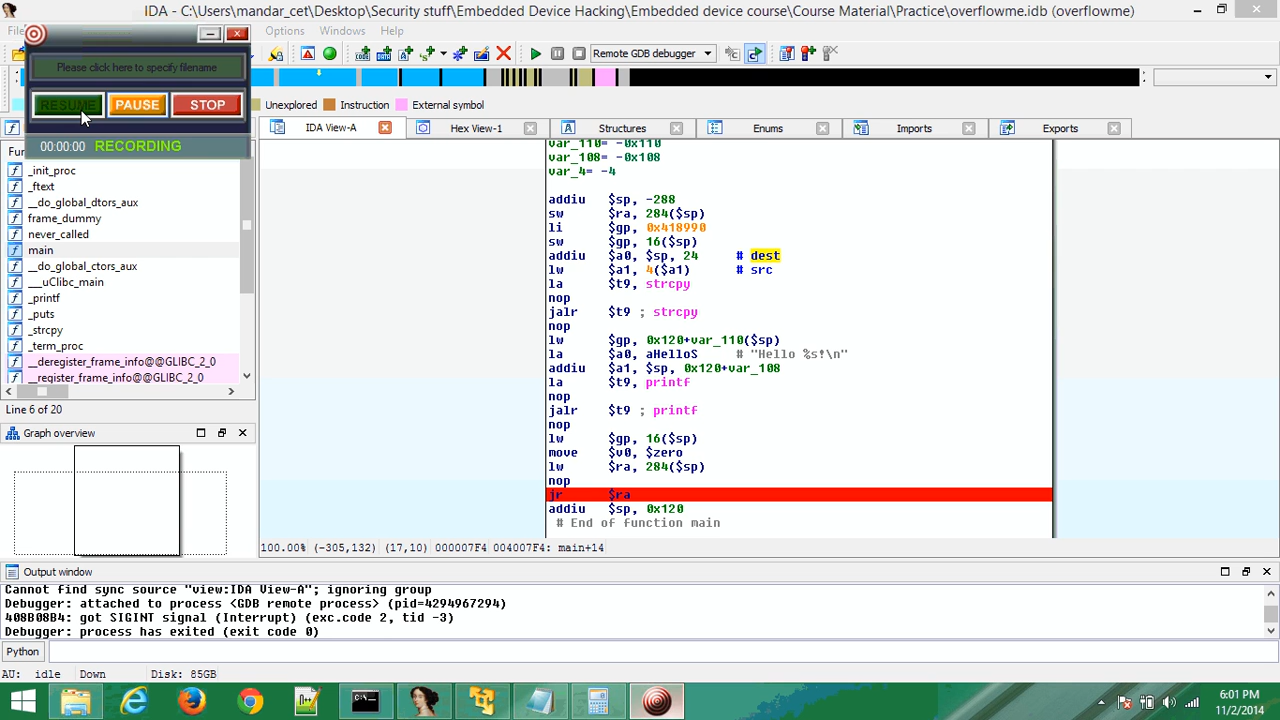 IDA - C:\Users\mandar_cet\Desktop\Security stuff\Embedded Device Hacking\Embedded device course\Course Material\Practice\overflowme.idb (overflowme)
Options Windows Help
Please click here to specify filename
Remote GDB debugger
RESUME PAUSE STOP
00:00:00 RECORDING
Unexplored Instruction External symbol
IDA View-A Hex View-1 Structures Enums Imports Exports
_init_proc
_ftext
__do_global_dtors_aux
frame_dummy
never_called
main
__do_global_ctors_aux
___uClibc_main
_printf
_puts
_strcpy
_term_proc
__deregister_frame_info@@GLIBC_2_0
__register_frame_info@@GLIBC_2_0
Line 6 of 20
Graph overview
var_110= -0x110
var_108= -0x108
var_4= -4
addiu $sp, -288
sw $ra, 284($sp)
li $gp, 0x418990
sw $gp, 16($sp)
addiu $a0, $sp, 24 # dest
lw $a1, 4($a1) # src
la $t9, strcpy
nop
jalr $t9 ; strcpy
nop
lw $gp, 0x120+var_110($sp)
la $a0, aHelloS # "Hello %s!\n"
addiu $a1, $sp, 0x120+var_108
la $t9, printf
nop
jalr $t9 ; printf
nop
lw $gp, 16($sp)
move $v0, $zero
lw $ra, 284($sp)
nop
jr $ra
addiu $sp, 0x120
# End of function main
100.00% (-305,132) (17,10) 000007F4 004007F4: main+14
Output window
Cannot find sync source "view:IDA View-A"; ignoring group
Debugger: attached to process <GDB remote process> (pid=4294967294)
408B08B4: got SIGINT signal (Interrupt) (exc.code 2, tid -3)
Debugger: process has exited (exit code 0)
Python
AU: idle Down Disk: 85GB
6:01 PM
11/2/2014